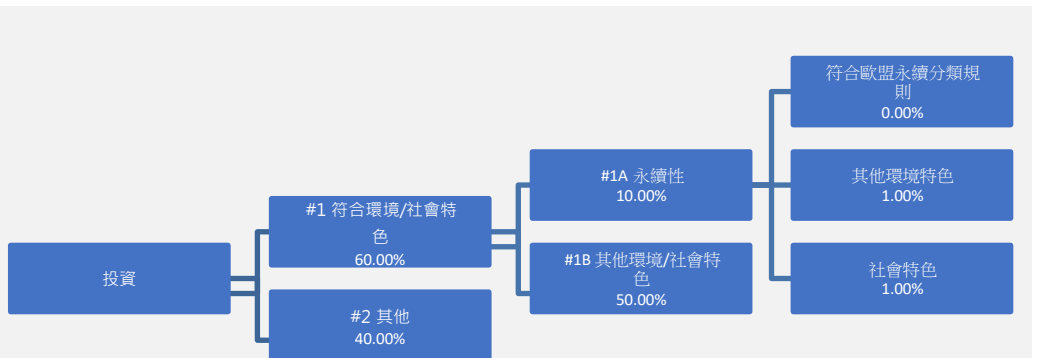 投資
#1 符合環境/社會特
色
60.00%
#2 其他
40.00%
#1A 永續性
10.00%
#1B 其他環境/社會特
色
50.00%
符合歐盟永續分類規
則
0.00%
其他環境特色
1.00%
社會特色
1.00%